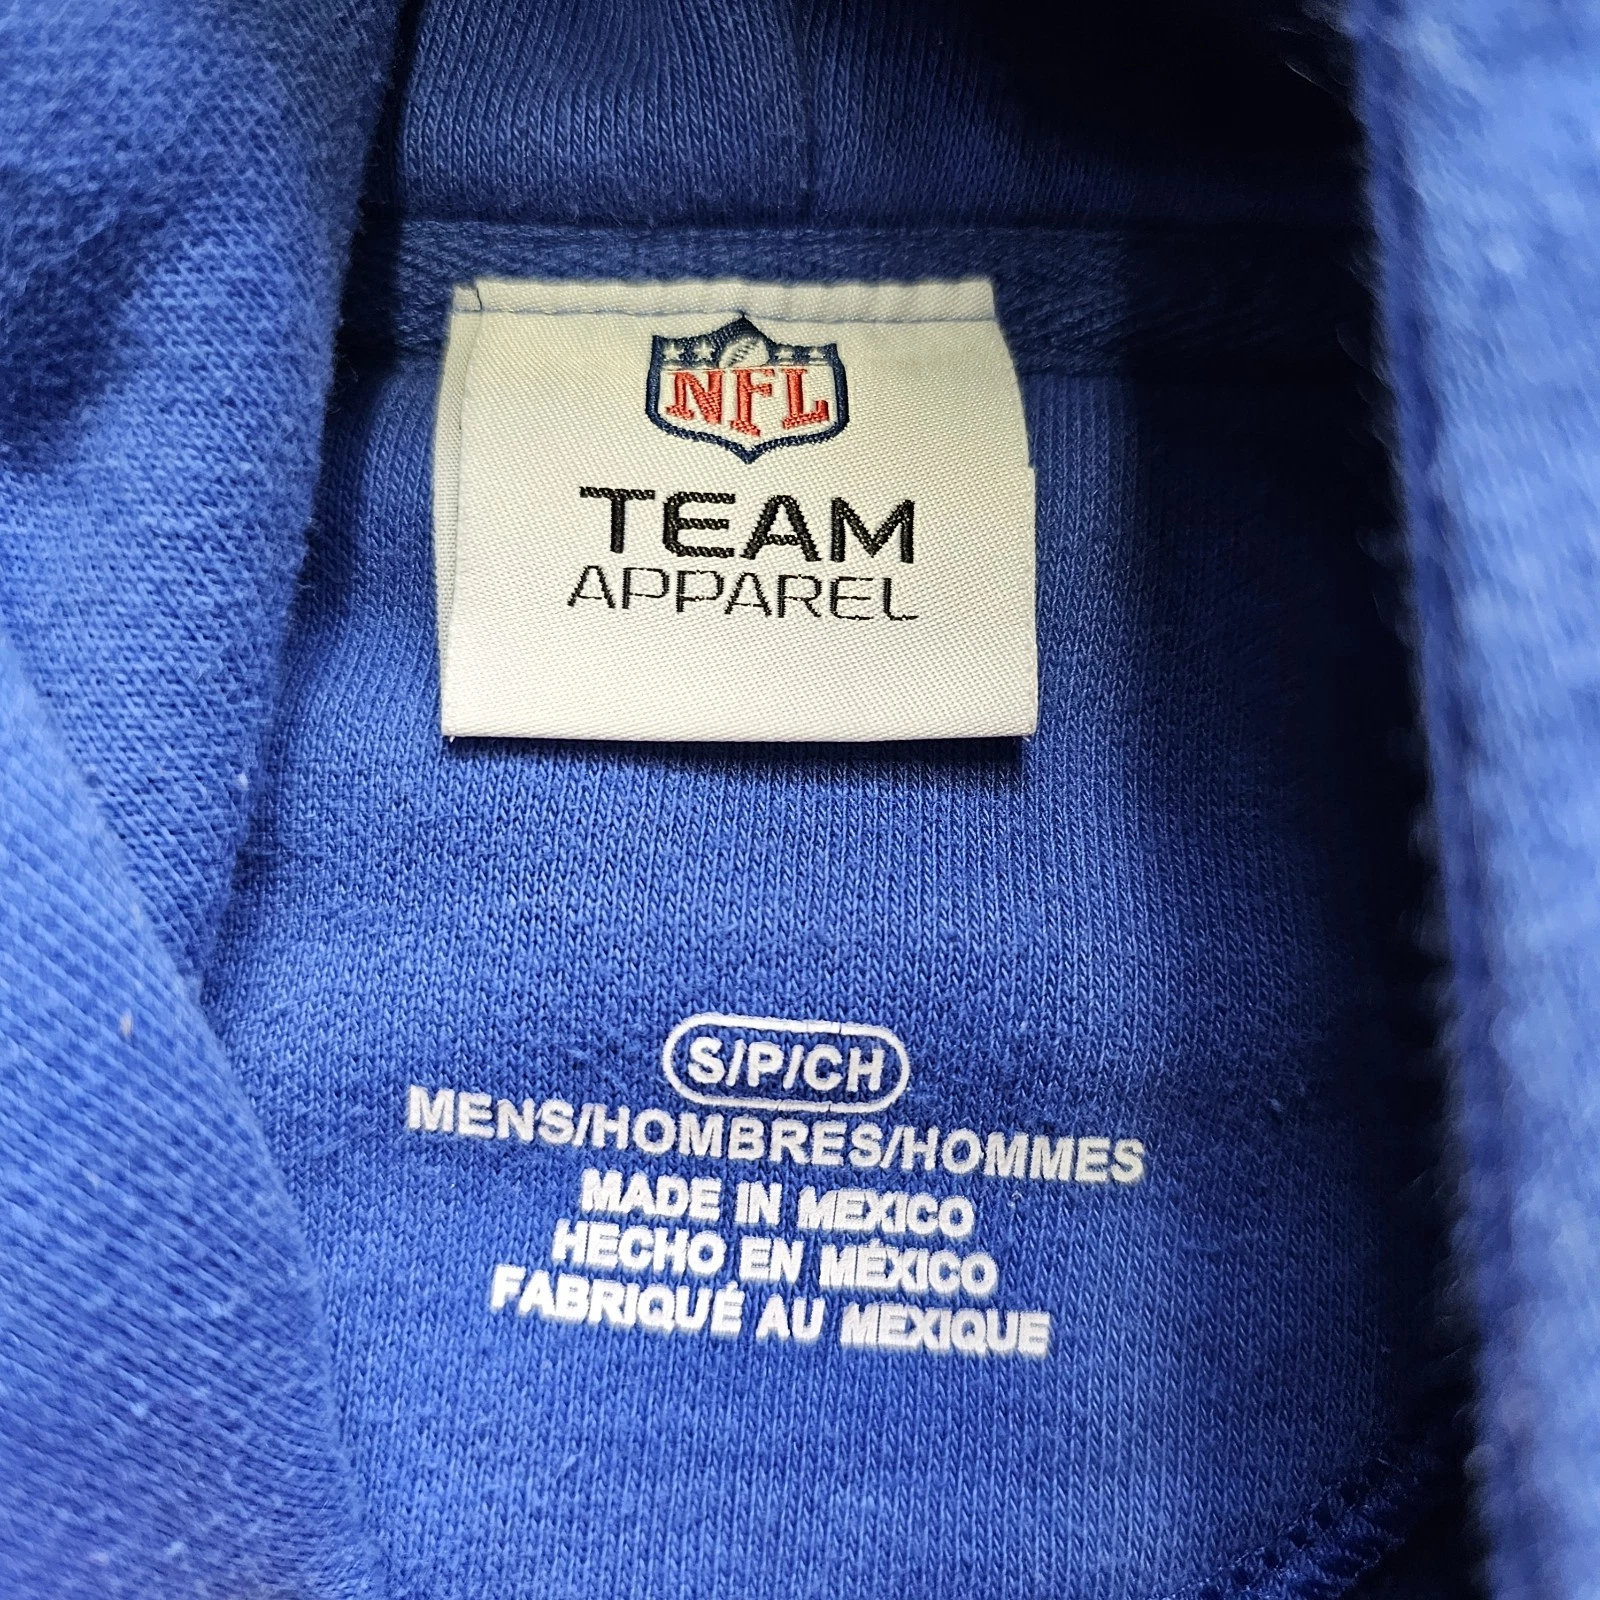 NFL
TEAM
APPAREL
S/P/CH
MENS/HOMBRES/HOMMES
MADE IN MEXICO
HECHO EN MÉXICO
FABRIQUÉ AU MEXIQUE